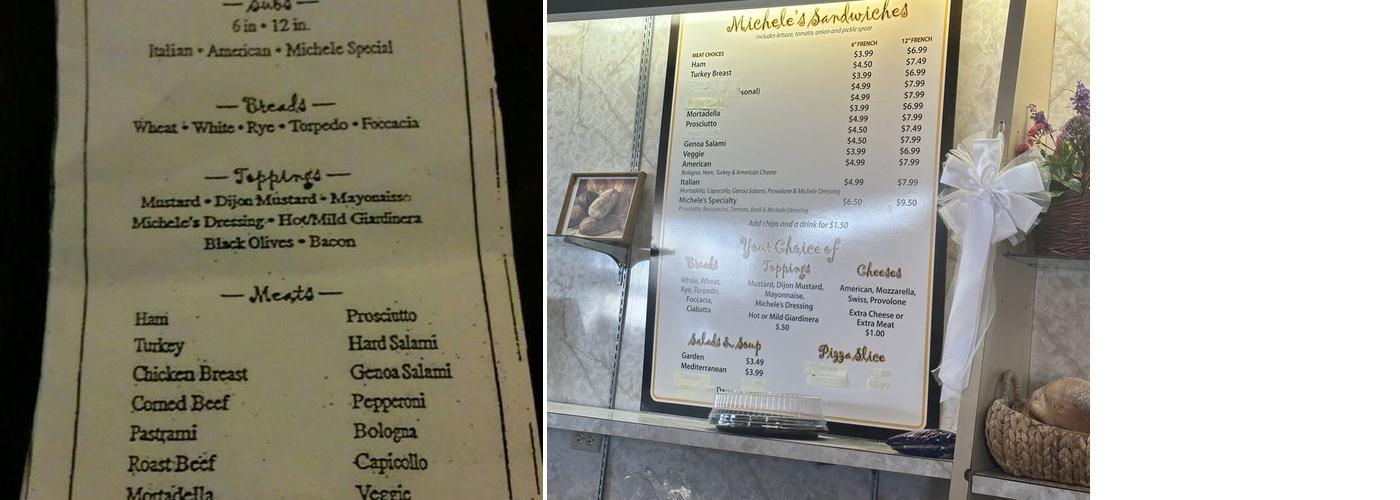 Subs
6 in • 12 in.
Italian • American • Michele Special
— Breads —
Wheat • White • Rye • Torpedo • Foccacia
— Toppings —
Mustard • Dijon Mustard • Mayonaisse
Michele's Dressing • Hot/Mild Giardinera
Black Olives • Bacon
— Meats —
Ham Prosciutto
Turkey Hard Salami
Chicken Breast Genoa Salami
Corned Beef Pepperoni
Pastrami Bologna
Roast Beef Capicollo
Mortadella Veggie
Michele's Sandwiches
includes lettuce, tomato, onion and pickle spear
MEAT CHOICES 6" FRENCH 12" FRENCH
Ham $3.99 $6.99
Turkey Breast $4.50 $7.49
$3.99 $6.99
sonal) $4.99 $7.99
$4.99 $7.99
Mortadella $3.99 $6.99
Prosciutto $4.99 $7.99
$4.50 $7.49
Genoa Salami $4.50 $7.99
Veggie $3.99 $6.99
American $4.99 $7.99
Bologna, Ham, Turkey & American Cheese
Italian $4.99 $7.99
Mortadella, Capocollo, Genoa Salami, Provalone & Michele Dressing
Michele's Specialty $6.50 $9.50
Prosciutto, Bocconcini, Tomato, Basil & Michele Dressing
Add chips and a drink for $1.50
Your Choice of
Breads
White, Wheat,
Rye, Torpedo,
Foccacia,
Ciabatta
Toppings
Mustard, Dijon Mustard,
Mayonnaise,
Michele's Dressing
Hot or Mild Giardinera
$.50
Cheeses
American, Mozzarella,
Swiss, Provolone
Extra Cheese or
Extra Meat
$1.00
Salads & Soup
Garden $3.49
Mediterranean $3.99
Pizza Slice